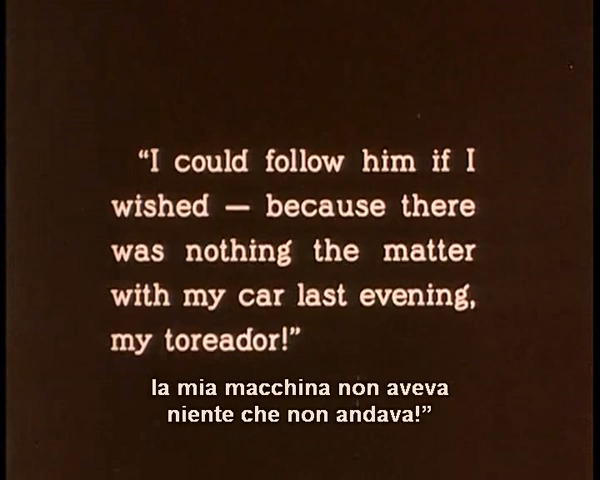 “I could follow him if I
wished — because there
was nothing the matter
with my car last evening,
my toreador!”
la mia macchina non aveva
niente che non andava!”